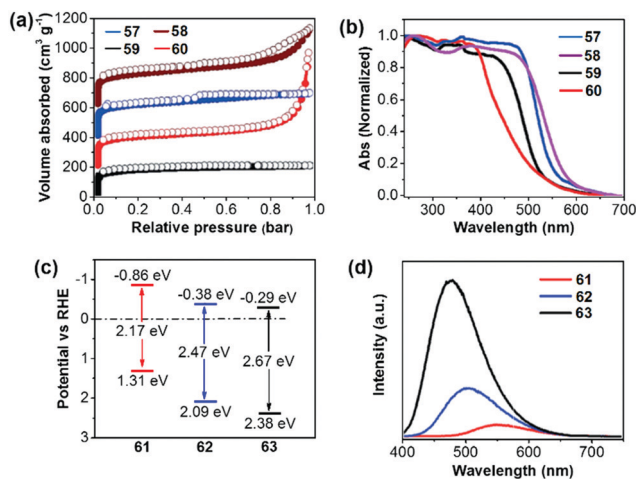 (a)
57 58
59 60
1200
1000
800
600
400
200
0
0.0 0.2 0.4 0.6 0.8 1.0
Volume absorbed (cm³ g⁻¹)
Relative pressure (bar)
(b)
57
58
59
60
1.0
0.8
0.6
0.4
0.2
0.0
300 400 500 600 700
Abs (Normalized)
Wavelength (nm)
(c)
-1
0
1
2
3
Potential vs RHE
-0.86 eV
-0.38 eV
-0.29 eV
2.17 eV
2.47 eV
2.67 eV
1.31 eV
2.09 eV
2.38 eV
61 62 63
(d)
61
62
63
Intensity (a.u.)
400 500 600 700
Wavelength (nm)